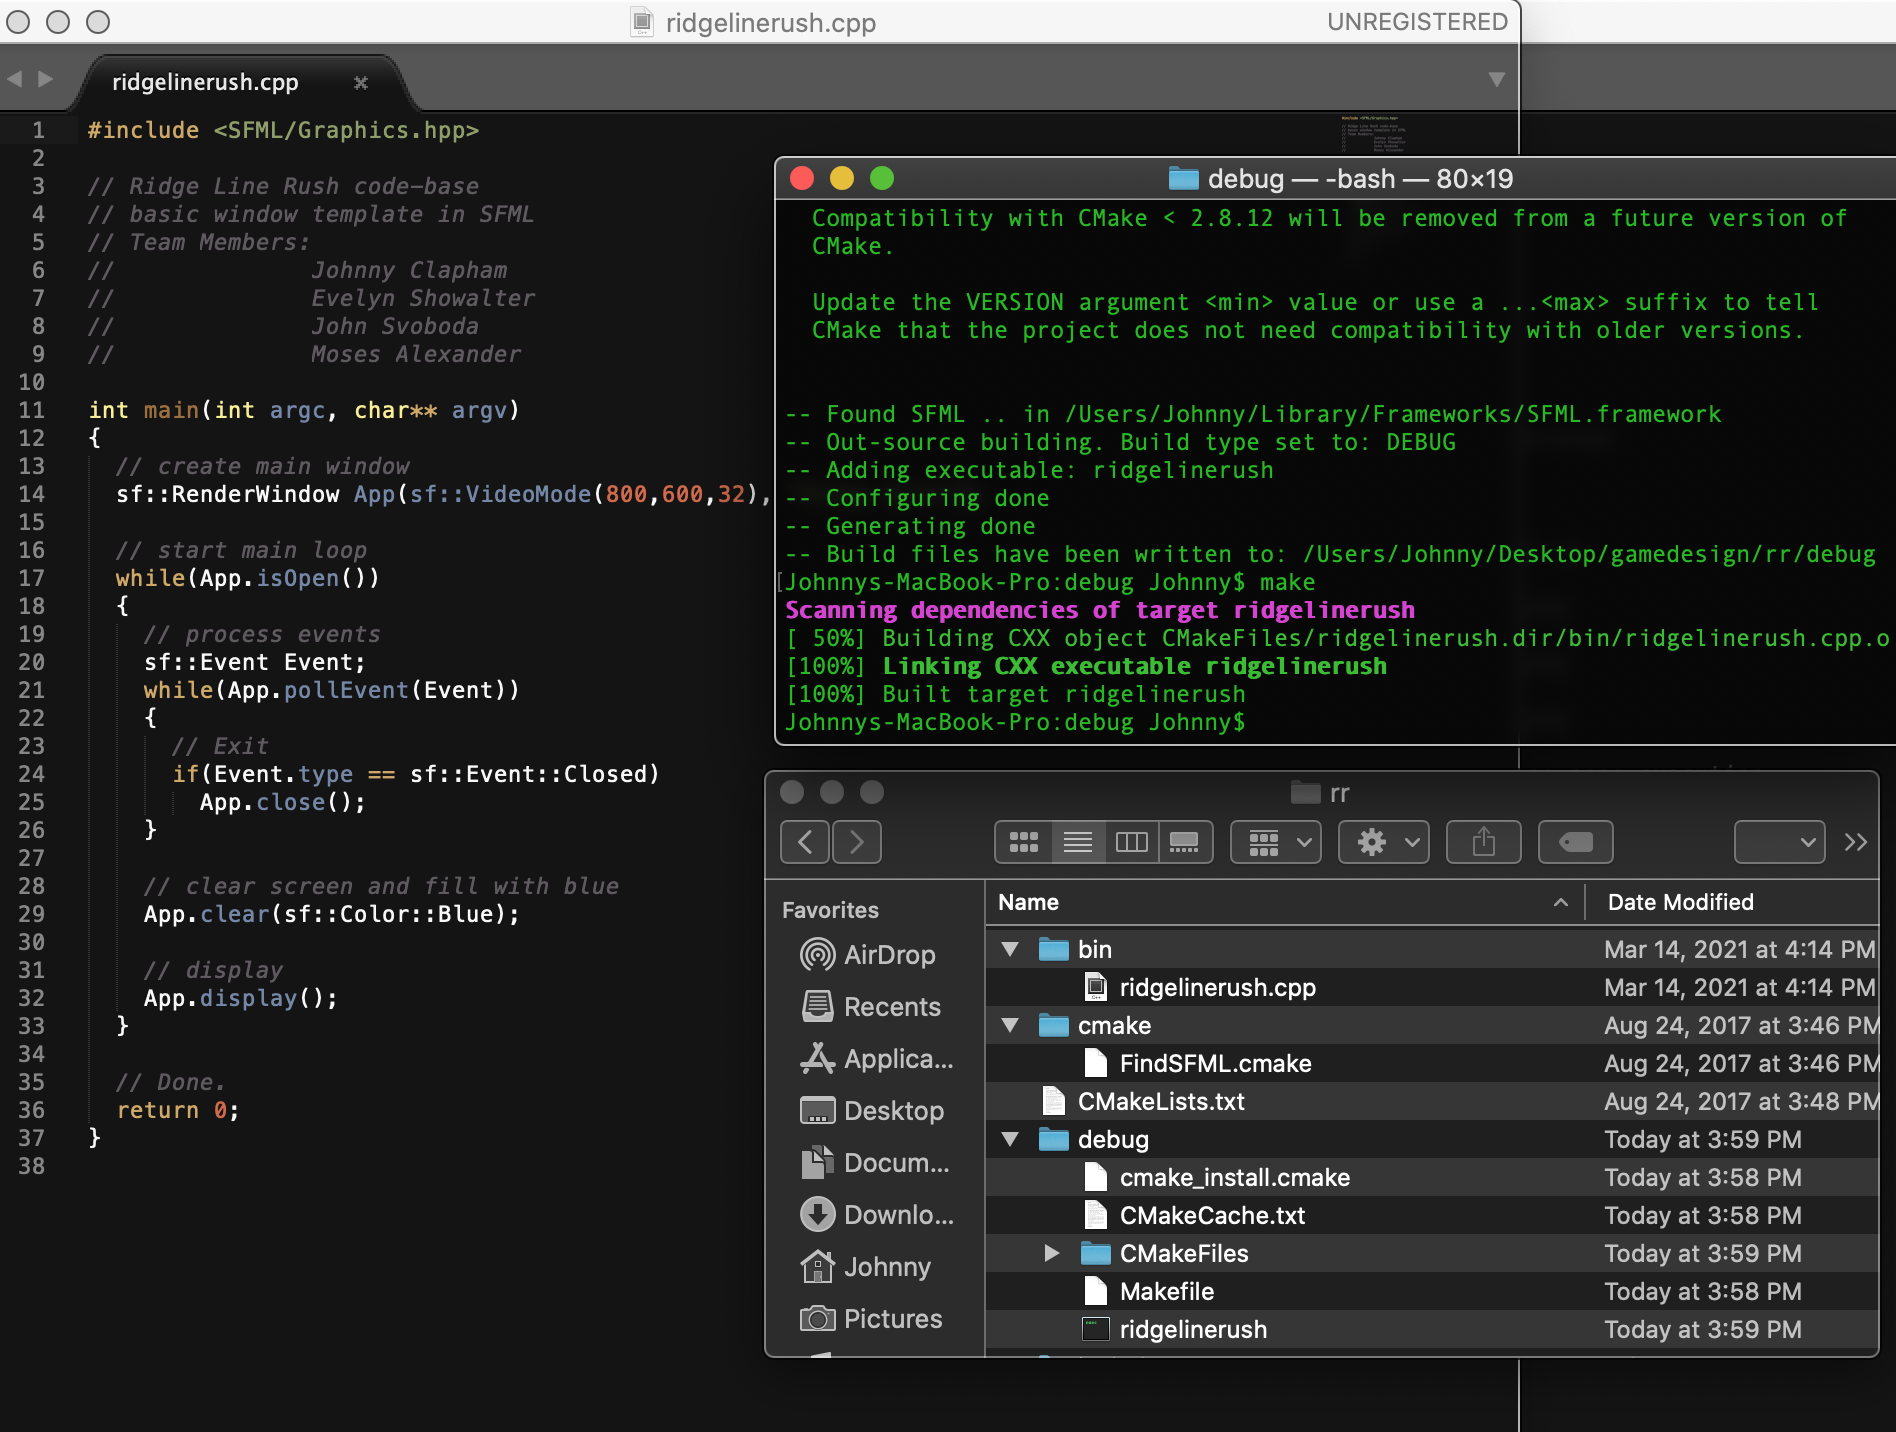 ridgelinerush.cpp
UNREGISTERED
ridgelinerush.cpp
1 #include <SFML/Graphics.hpp>
2
3 // Ridge Line Rush code-base
4 // basic window template in SFML
5 // Team Members:
6 // Johnny Clapham
7 // Evelyn Showalter
8 // John Svoboda
9 // Moses Alexander
10
11 int main(int argc, char** argv)
12 {
13 // create main window
14 sf::RenderWindow App(sf::VideoMode(800,600,32),
15
16 // start main loop
17 while(App.isOpen())
18 {
19 // process events
20 sf::Event Event;
21 while(App.pollEvent(Event))
22 {
23 // Exit
24 if(Event.type == sf::Event::Closed)
25 App.close();
26 }
27
28 // clear screen and fill with blue
29 App.clear(sf::Color::Blue);
30
31 // display
32 App.display();
33 }
34
35 // Done.
36 return 0;
37 }
38
debug — -bash — 80×19
Compatibility with CMake < 2.8.12 will be removed from a future version of
CMake.
Update the VERSION argument <min> value or use a ...<max> suffix to tell
CMake that the project does not need compatibility with older versions.
-- Found SFML .. in /Users/Johnny/Library/Frameworks/SFML.framework
-- Out-source building. Build type set to: DEBUG
-- Adding executable: ridgelinerush
-- Configuring done
-- Generating done
-- Build files have been written to: /Users/Johnny/Desktop/gamedesign/rr/debug
[Johnnys-MacBook-Pro:debug Johnny$ make
Scanning dependencies of target ridgelinerush
[ 50%] Building CXX object CMakeFiles/ridgelinerush.dir/bin/ridgelinerush.cpp.o
[100%] Linking CXX executable ridgelinerush
[100%] Built target ridgelinerush
Johnnys-MacBook-Pro:debug Johnny$
rr
Favorites
AirDrop
Recents
Applica...
Desktop
Docum...
Downlo...
Johnny
Pictures
Name Date Modified
bin Mar 14, 2021 at 4:14 PM
ridgelinerush.cpp Mar 14, 2021 at 4:14 PM
cmake Aug 24, 2017 at 3:46 PM
FindSFML.cmake Aug 24, 2017 at 3:46 PM
CMakeLists.txt Aug 24, 2017 at 3:48 PM
debug Today at 3:59 PM
cmake_install.cmake Today at 3:58 PM
CMakeCache.txt Today at 3:58 PM
CMakeFiles Today at 3:59 PM
Makefile Today at 3:58 PM
ridgelinerush Today at 3:59 PM